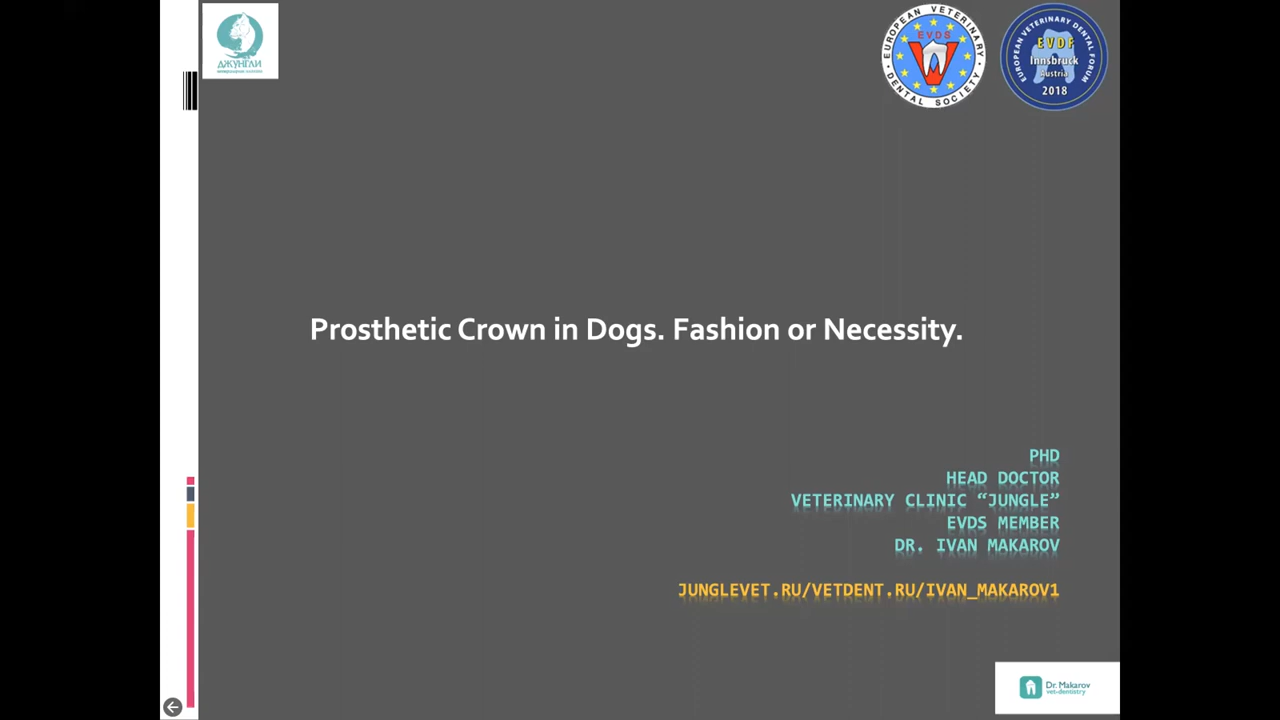 ДЖУНГЛИ
EUROPEAN VETERINARY
EVDS
DENTAL SOCIETY
EUROPEAN VETERINARY DENTAL FORUM
EVDF
Innsbruck
Austria
2018
Prosthetic Crown in Dogs. Fashion or Necessity.
PHD
HEAD DOCTOR
VETERINARY CLINIC “JUNGLE”
EVDS MEMBER
DR. IVAN MAKAROV
JUNGLEVET.RU/VETDENT.RU/IVAN_MAKAROV1
Dr. Makarov
vet-dentistry